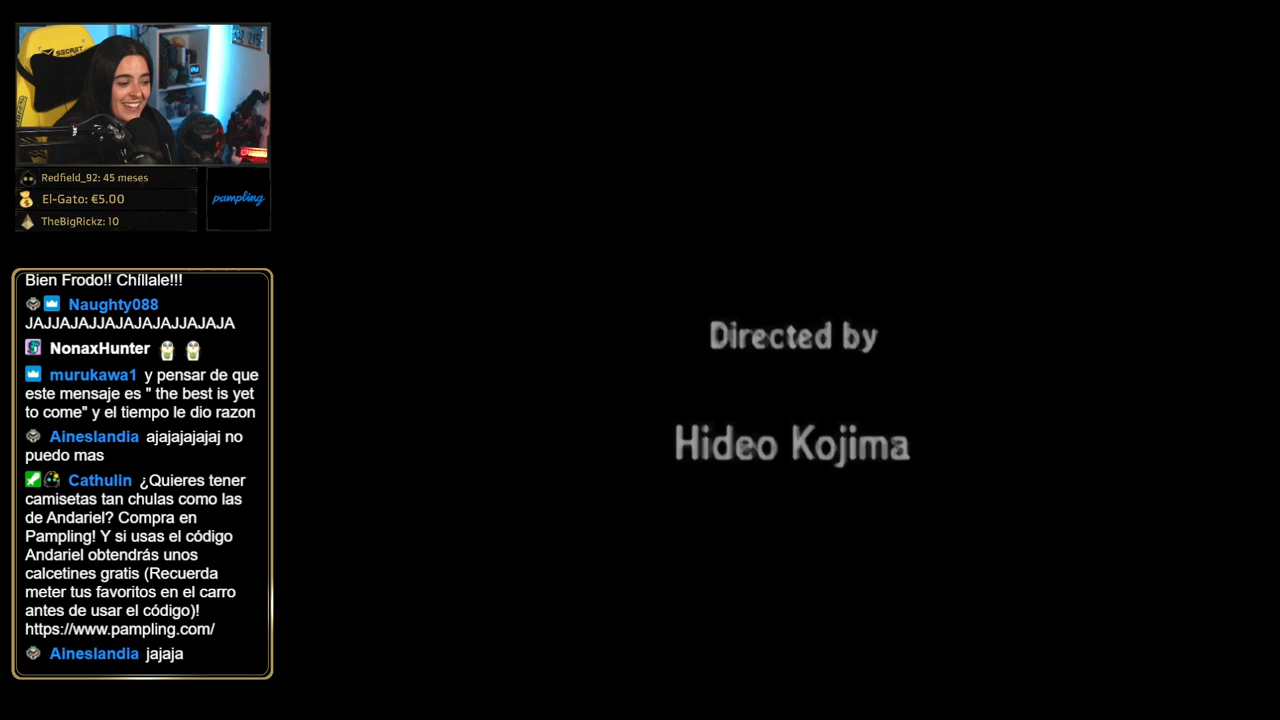 SECRET
Redfield_92: 45 meses
El-Gato: €5.00
TheBigRickz: 10
pampling
Bien Frodo!! Chíllale!!!
Naughty088
JAJJAJAJJAJAJAJAJJAJAJA
NonaxHunter
murukawa1 y pensar de que
este mensaje es " the best is yet
to come" y el tiempo le dio razon
Aineslandia ajajajajajaj no
puedo mas
Cathulin ¿Quieres tener
camisetas tan chulas como las
de Andariel? Compra en
Pampling! Y si usas el código
Andariel obtendrás unos
calcetines gratis (Recuerda
meter tus favoritos en el carro
antes de usar el código)!
https://www.pampling.com/
Aineslandia jajaja
Directed by
Hideo Kojima